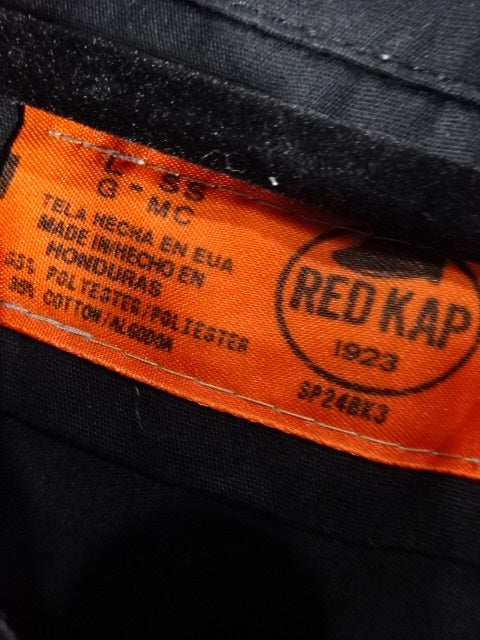 L - SS
G - MC
TELA HECHA EN EUA
MADE IN/HECHO EN
HONDURAS
65% POLYESTER/POLIESTER
35% COTTON/ALGODON
RED KAP
1923
SP24BX3